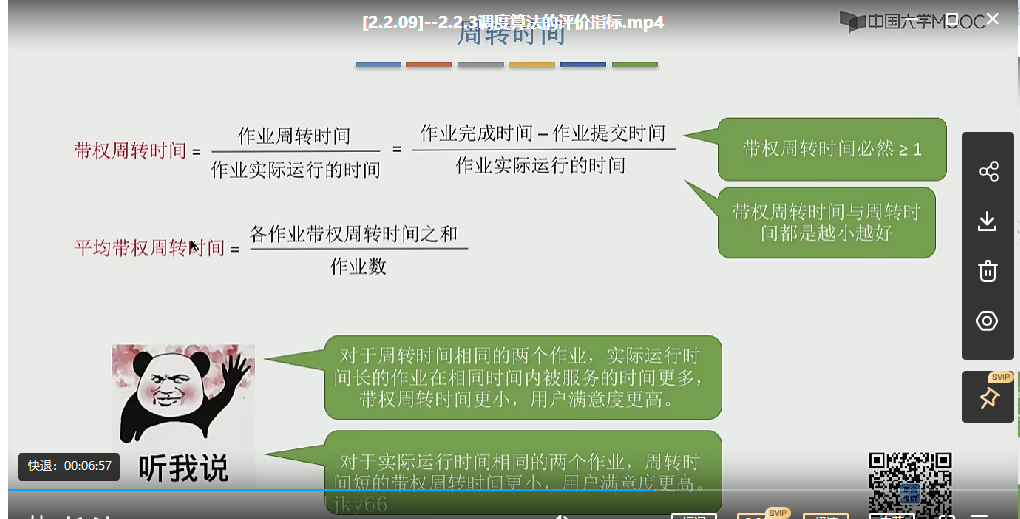 [2.2.09]--2.2.3调度算法的评价指标.mp4
中国大学MOOC
周转时间
带权周转时间 = 作业周转时间 = 作业完成时间 – 作业提交时间
作业实际运行的时间 作业实际运行的时间
带权周转时间必然 ≥ 1
带权周转时间与周转时
间都是越小越好
平均带权周转时间 = 各作业带权周转时间之和
作业数
对于周转时间相同的两个作业，实际运行时
间长的作业在相同时间内被服务的时间更多，
带权周转时间更小，用户满意度更高。
听我说
对于实际运行时间相同的两个作业，周转时
间短的带权周转时间更小，用户满意度更高。
jky66
快退：00:06:57
SVIP
SVIP